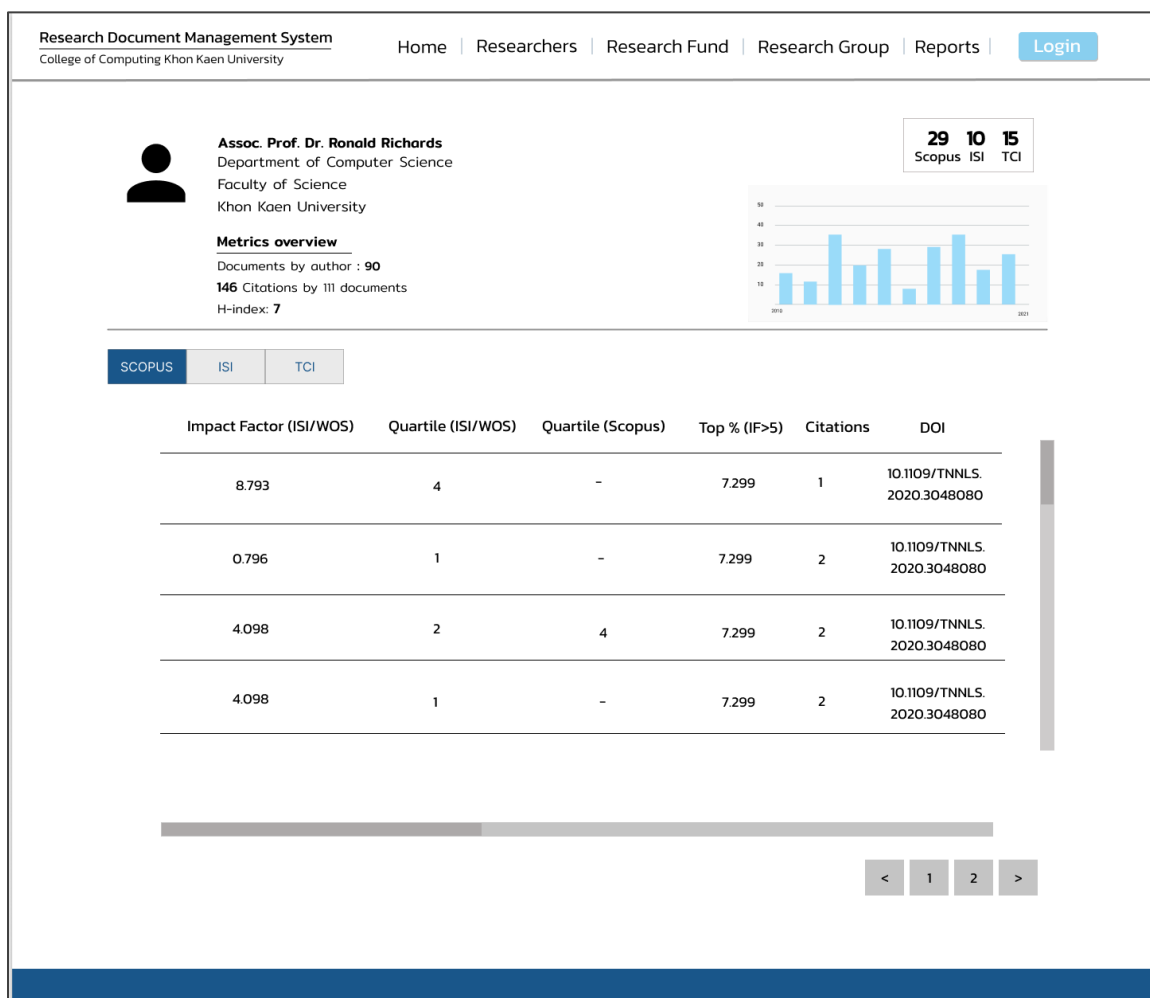 Research Document Management System
College of Computing Khon Kaen University
Home | Researchers | Research Fund | Research Group | Reports |
Login
Assoc. Prof. Dr. Ronald Richards
Department of Computer Science
Faculty of Science
Khon Kaen University
Metrics overview
Documents by author : 90
146 Citations by 111 documents
H-index: 7
29 10 15
Scopus ISI TCI
50
40
30
20
10
2010 2021
SCOPUS ISI TCI
Impact Factor (ISI/WOS) Quartile (ISI/WOS) Quartile (Scopus) Top % (IF>5) Citations DOI
8.793 4 - 7.299 1 10.1109/TNNLS.
2020.3048080
0.796 1 - 7.299 2 10.1109/TNNLS.
2020.3048080
4.098 2 4 7.299 2 10.1109/TNNLS.
2020.3048080
4.098 1 - 7.299 2 10.1109/TNNLS.
2020.3048080
< 1 2 >